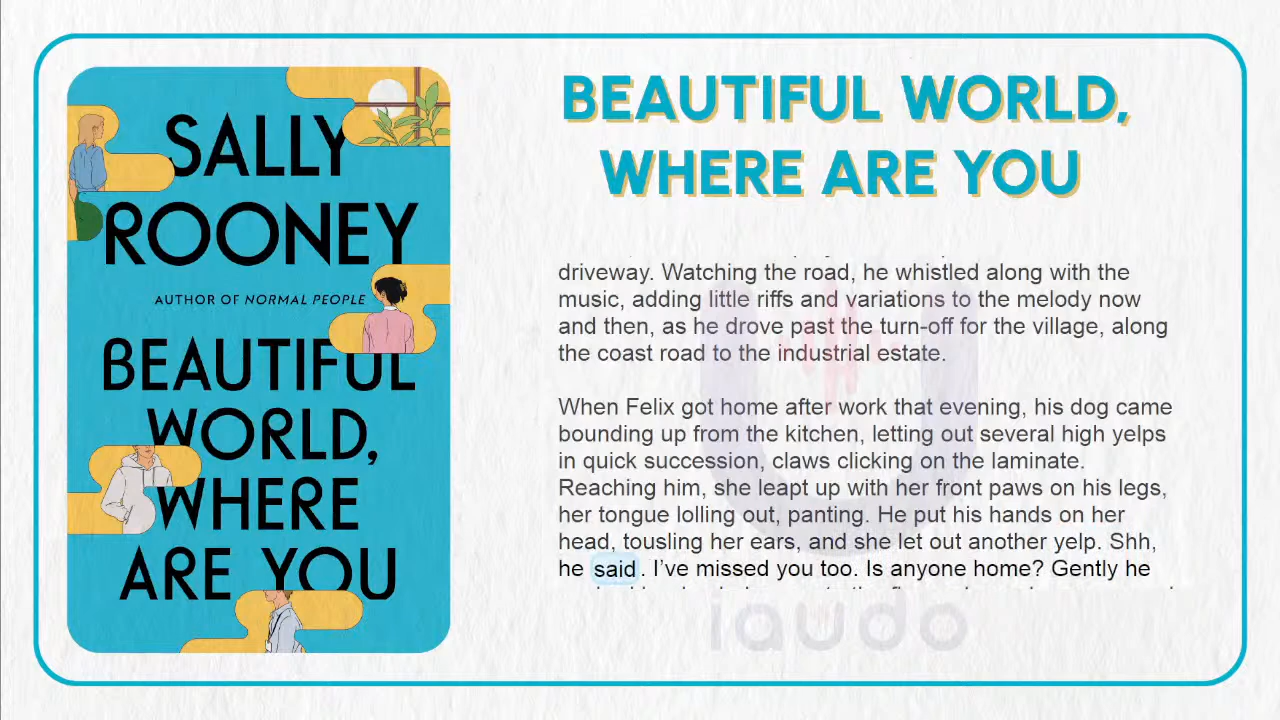 SALLY
ROONEY
AUTHOR OF NORMAL PEOPLE
BEAUTIFUL
WORLD,
WHERE
ARE YOU
BEAUTIFUL WORLD,
WHERE ARE YOU
driveway. Watching the road, he whistled along with the
music, adding little riffs and variations to the melody now
and then, as he drove past the turn-off for the village, along
the coast road to the industrial estate.
When Felix got home after work that evening, his dog came
bounding up from the kitchen, letting out several high yelps
in quick succession, claws clicking on the laminate.
Reaching him, she leapt up with her front paws on his legs,
her tongue lolling out, panting. He put his hands on her
head, tousling her ears, and she let out another yelp. Shh,
he said. I’ve missed you too. Is anyone home? Gently he
iaudo